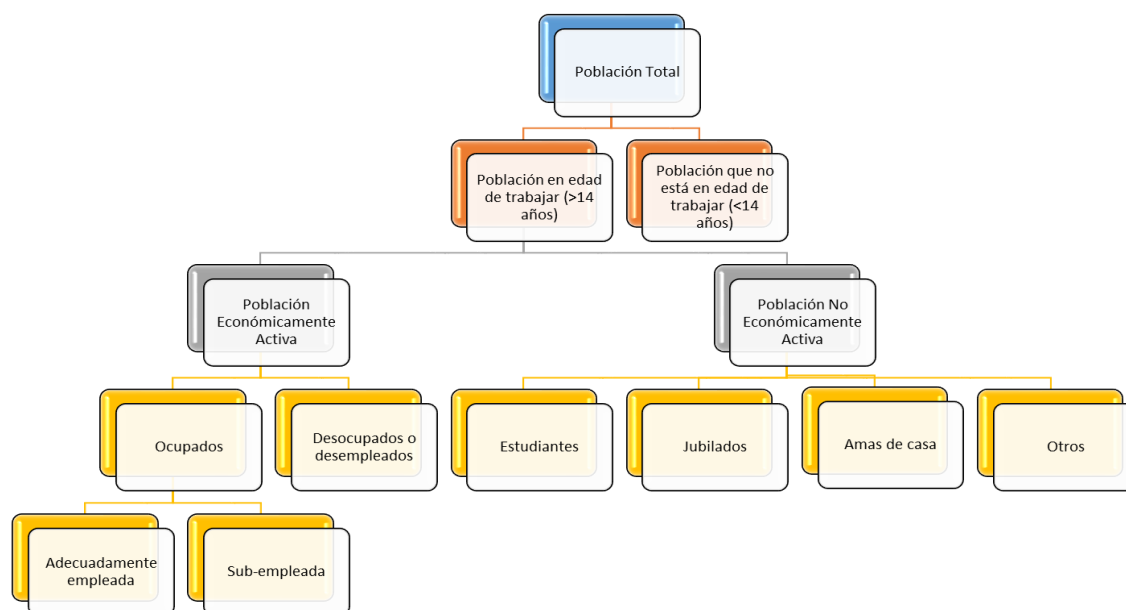 Población Total
Población en edad
de trabajar (>14
años)
Población que no
está en edad de
trabajar (<14
años)
Población
Económicamente
Activa
Población No
Económicamente
Activa
Ocupados
Desocupados o
desempleados
Estudiantes
Jubilados
Amas de casa
Otros
Adecuadamente
empleada
Sub-empleada